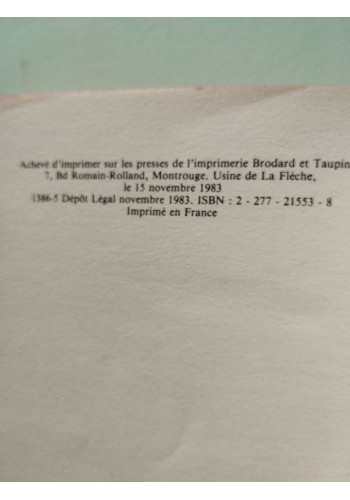 Achevé d'imprimer sur les presses de l'imprimerie Brodard et Taupin
7, Bd Romain-Rolland, Montrouge. Usine de La Flèche,
le 15 novembre 1983
1386-5 Dépôt Légal novembre 1983. ISBN : 2 - 277 - 21553 - 8
Imprimé en France